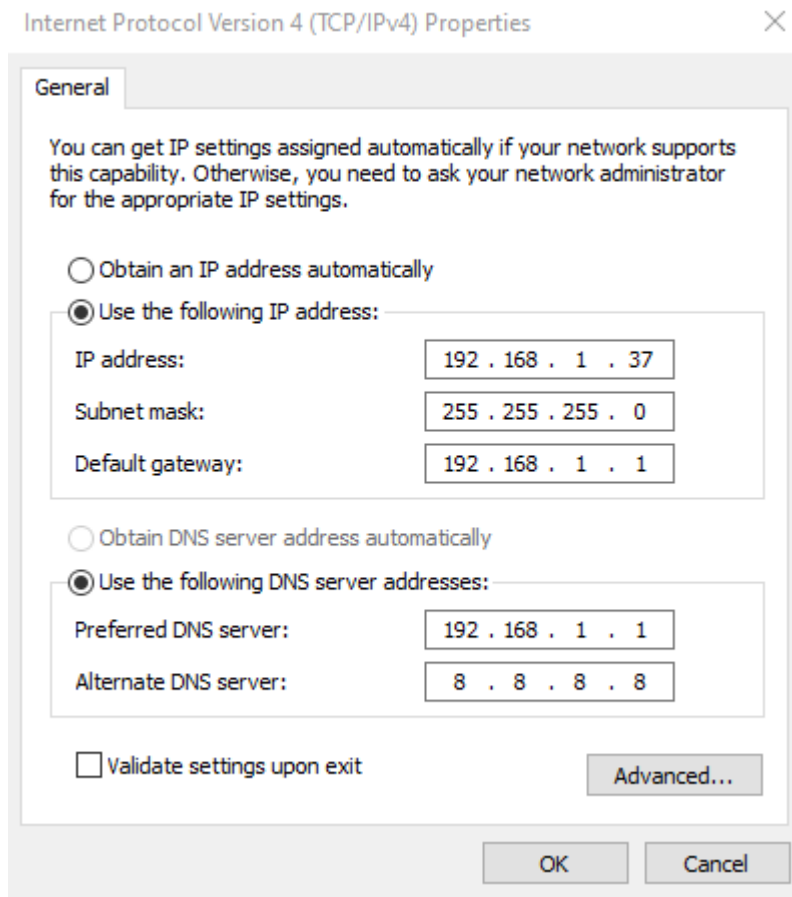 Internet Protocol Version 4 (TCP/IPv4) Properties
General
You can get IP settings assigned automatically if your network supports
this capability. Otherwise, you need to ask your network administrator
for the appropriate IP settings.
Obtain an IP address automatically
Use the following IP address:
IP address: 192 . 168 . 1 . 37
Subnet mask: 255 . 255 . 255 . 0
Default gateway: 192 . 168 . 1 . 1
Obtain DNS server address automatically
Use the following DNS server addresses:
Preferred DNS server: 192 . 168 . 1 . 1
Alternate DNS server: 8 . 8 . 8 . 8
Validate settings upon exit
Advanced...
OK Cancel